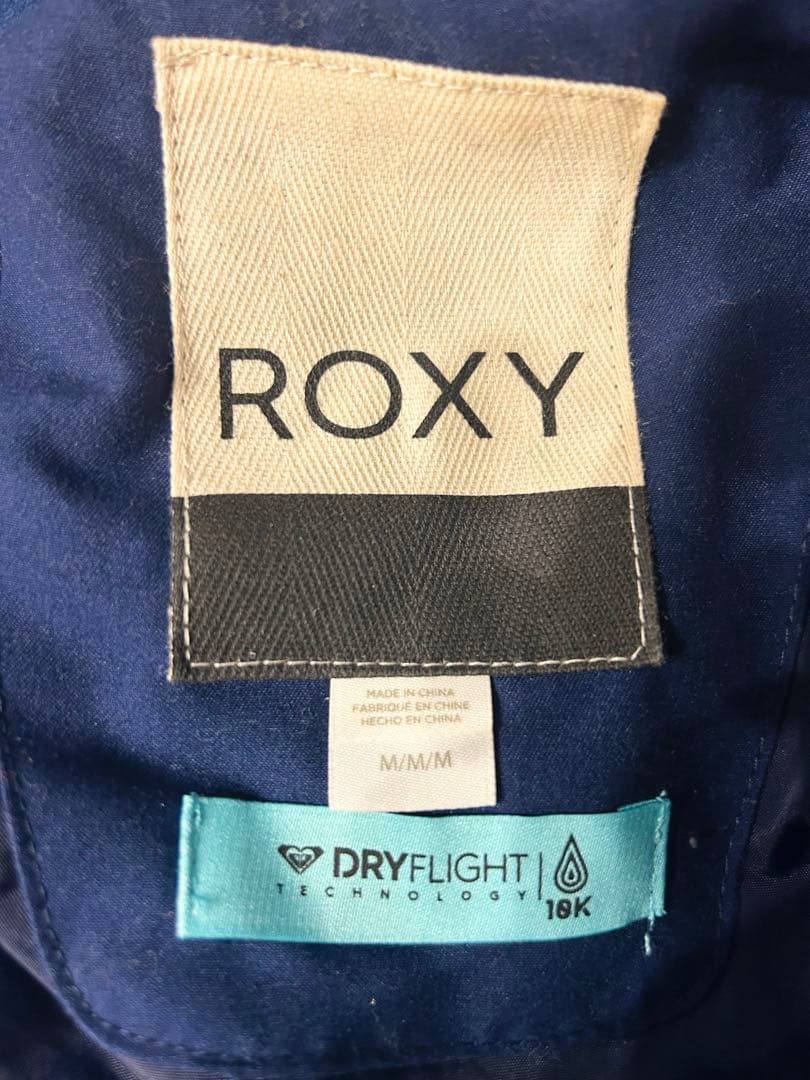 ROXY
MADE IN CHINA
FABRIQUÉ EN CHINE
HECHO EN CHINA
M/M/M
DRYFLIGHT
TECHNOLOGY
10K